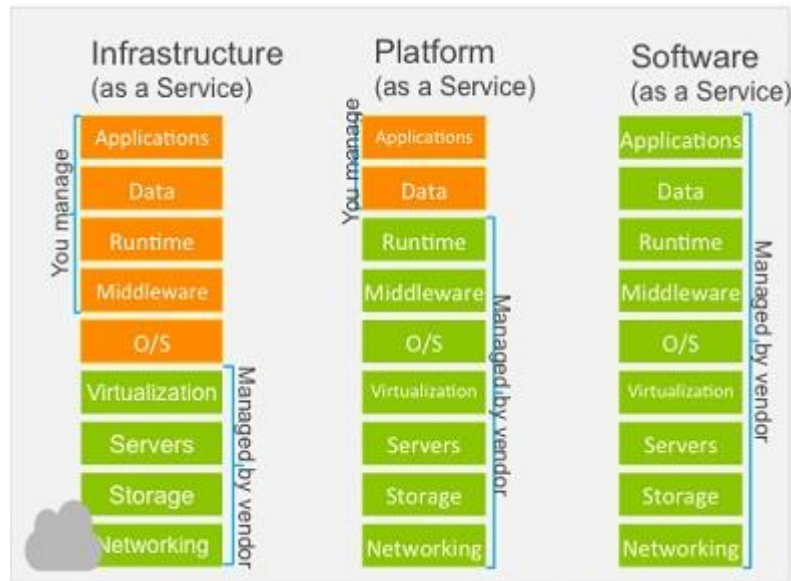 Infrastructure
(as a Service)
You manage
Applications
Data
Runtime
Middleware
O/S
Virtualization
Servers
Storage
Networking
Managed by vendor
Platform
(as a Service)
You manage
Applications
Data
Runtime
Middleware
O/S
Virtualization
Servers
Storage
Networking
Managed by vendor
Software
(as a Service)
Applications
Data
Runtime
Middleware
O/S
Virtualization
Servers
Storage
Networking
Managed by vendor